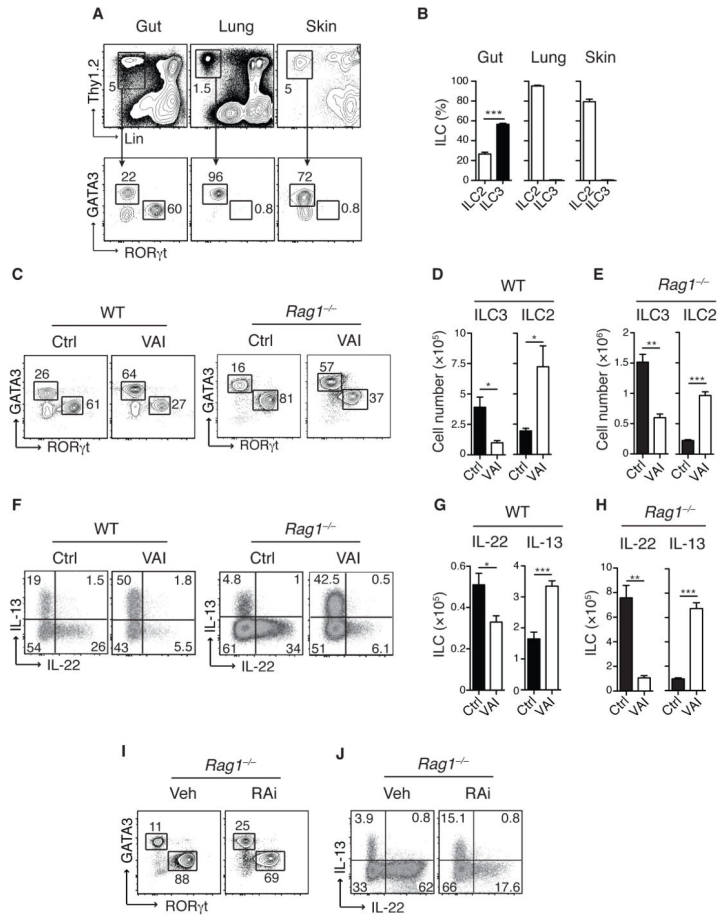 A
Gut Lung Skin
Thy1.2
5 1.5 5
Lin
GATA3
22 96 72
60 0.8 0.8
RORγt
B
Gut Lung Skin
ILC (%)
100
80
60
40
20
0
***
ILC2 ILC3 ILC2 ILC3 ILC2 ILC3
C
WT Rag1–/–
Ctrl VAI Ctrl VAI
GATA3
26 64
61 27
RORγt
GATA3
16 57
81 37
RORγt
D
WT
ILC3 ILC2
Cell number (×10⁵)
10
7.5
5
2.5
0
* *
Ctrl VAI Ctrl VAI
E
Rag1–/–
ILC3 ILC2
Cell number (×10⁶)
2
1.5
1
0.5
0
** ***
Ctrl VAI Ctrl VAI
F
WT Rag1–/–
Ctrl VAI Ctrl VAI
IL-13
19 1.5 50 1.8
54 26 43 5.5
IL-22
IL-13
4.8 1 42.5 0.5
61 34 51 6.1
IL-22
G
WT
IL-22 IL-13
ILC (×10⁵)
0.6
0.4
0.2
0
*
Ctrl VAI
4
3
2
1
0
***
Ctrl VAI
H
Rag1–/–
IL-22 IL-13
ILC (×10⁵)
10
8
6
4
2
0
** ***
Ctrl VAI Ctrl VAI
I
Rag1–/–
Veh RAi
GATA3
11 25
88 69
RORγt
J
Rag1–/–
Veh RAi
IL-13
3.9 0.8 15.1 0.8
33 62 66 17.6
IL-22